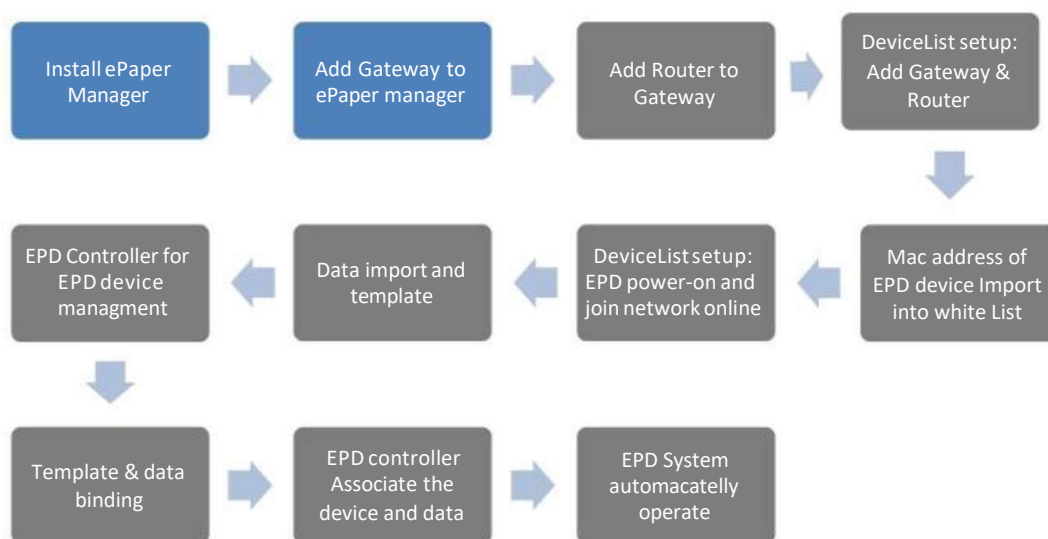 Install ePaper
Manager
Add Gateway to
ePaper manager
Add Router to
Gateway
DeviceList setup:
Add Gateway &
Router
Mac address of
EPD device Import
into white List
DeviceList setup:
EPD power-on and
join network online
Data import and
template
EPD Controller for
EPD device
managment
Template & data
binding
EPD controller
Associate the
device and data
EPD System
automacatelly
operate